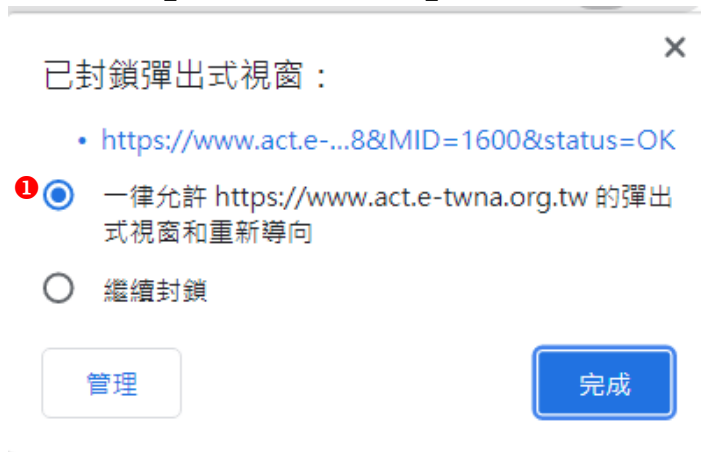 已封鎖彈出式視窗：
• https://www.act.e-...8&MID=1600&status=OK
❶ 一律允許 https://www.act.e-twna.org.tw 的彈出
式視窗和重新導向
繼續封鎖
管理 完成